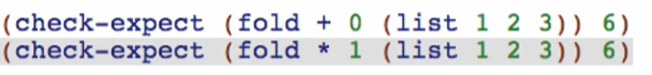 (check-expect (fold + 0 (list 1 2 3)) 6)
(check-expect (fold * 1 (list 1 2 3)) 6)